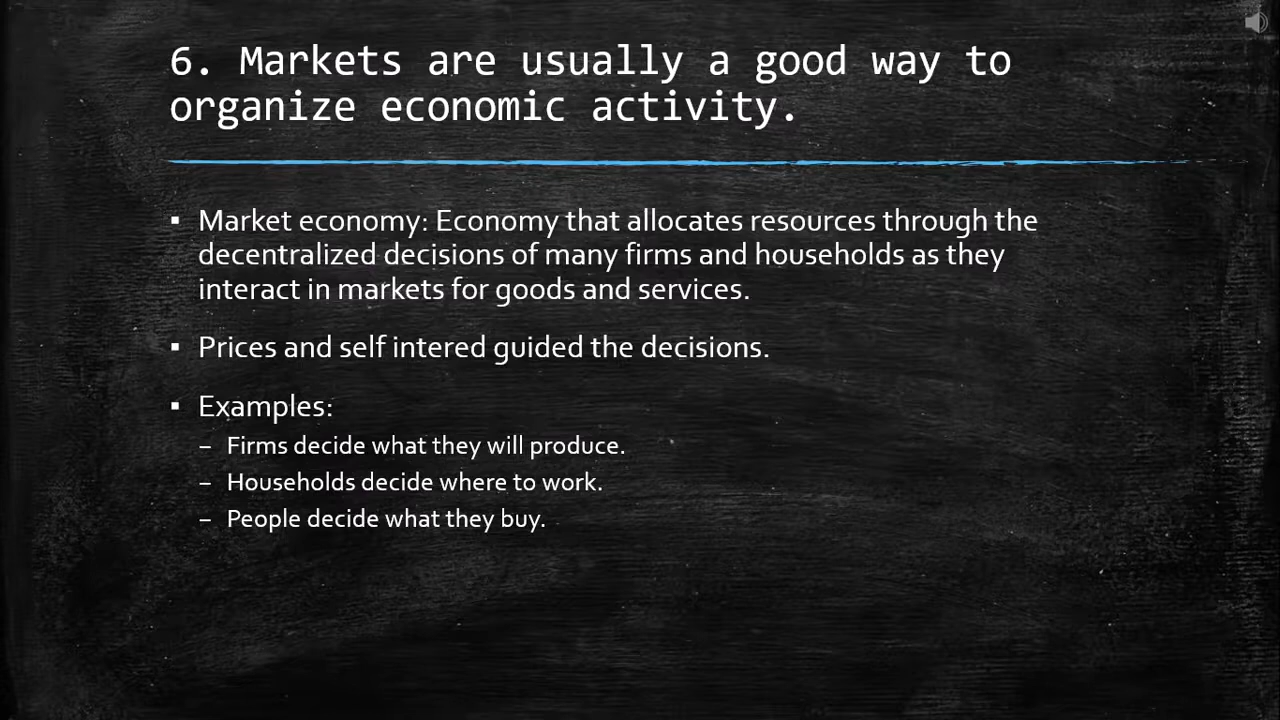 6. Markets are usually a good way to
organize economic activity.
▪ Market economy: Economy that allocates resources through the
decentralized decisions of many firms and households as they
interact in markets for goods and services.
▪ Prices and self intered guided the decisions.
▪ Examples:
– Firms decide what they will produce.
– Households decide where to work.
– People decide what they buy.